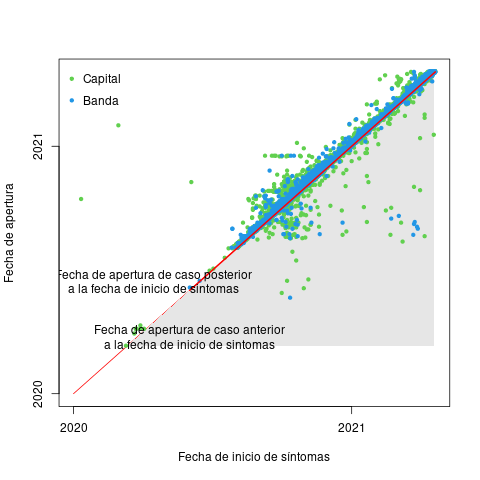 Capital
Banda
2021
Fecha de apertura
Fecha de apertura de caso posterior
a la fecha de inicio de síntomas
Fecha de apertura de caso anterior
a la fecha de inicio de sintomas
2020
2020
2021
Fecha de inicio de síntomas